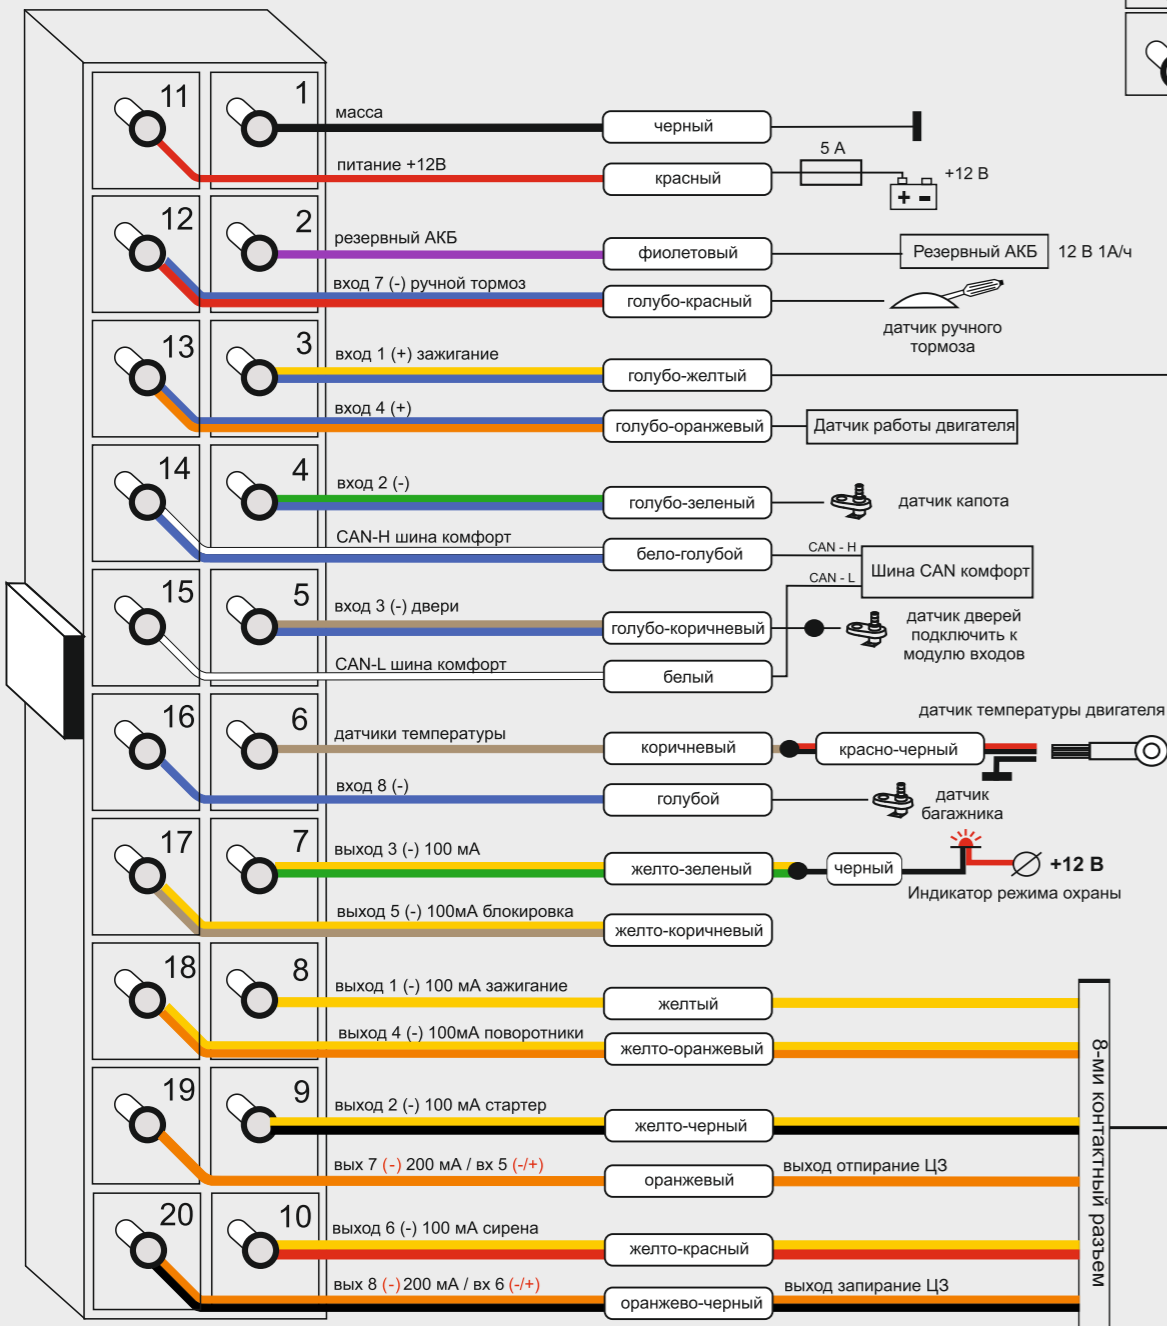 11
1
масса
черный
питание +12В
красный
5 А
+12 В
12
2
резервный АКБ
фиолетовый
Резервный АКБ
12 В 1А/ч
вход 7 (-) ручной тормоз
голубо-красный
датчик ручного
тормоза
13
3
вход 1 (+) зажигание
голубо-желтый
вход 4 (+)
голубо-оранжевый
Датчик работы двигателя
14
4
вход 2 (-)
голубо-зеленый
датчик капота
CAN-H шина комфорт
бело-голубой
CAN - H
CAN - L
Шина CAN комфорт
15
5
вход 3 (-) двери
голубо-коричневый
датчик дверей
подключить к
модулю входов
CAN-L шина комфорт
белый
16
6
датчики температуры
коричневый
красно-черный
датчик температуры двигателя
вход 8 (-)
голубой
датчик
багажника
17
7
выход 3 (-) 100 мА
желто-зеленый
черный
+12 В
Индикатор режима охраны
выход 5 (-) 100мА блокировка
желто-коричневый
18
8
выход 1 (-) 100 мА зажигание
желтый
выход 4 (-) 100мА поворотники
желто-оранжевый
19
9
выход 2 (-) 100 мА стартер
желто-черный
вых 7 (-) 200 мА / вх 5 (-/+)
оранжевый
выход отпирание ЦЗ
20
10
выход 6 (-) 100 мА сирена
желто-красный
вых 8 (-) 200 мА / вх 6 (-/+)
оранжево-черный
выход запирание ЦЗ
8-ми контактный разъем